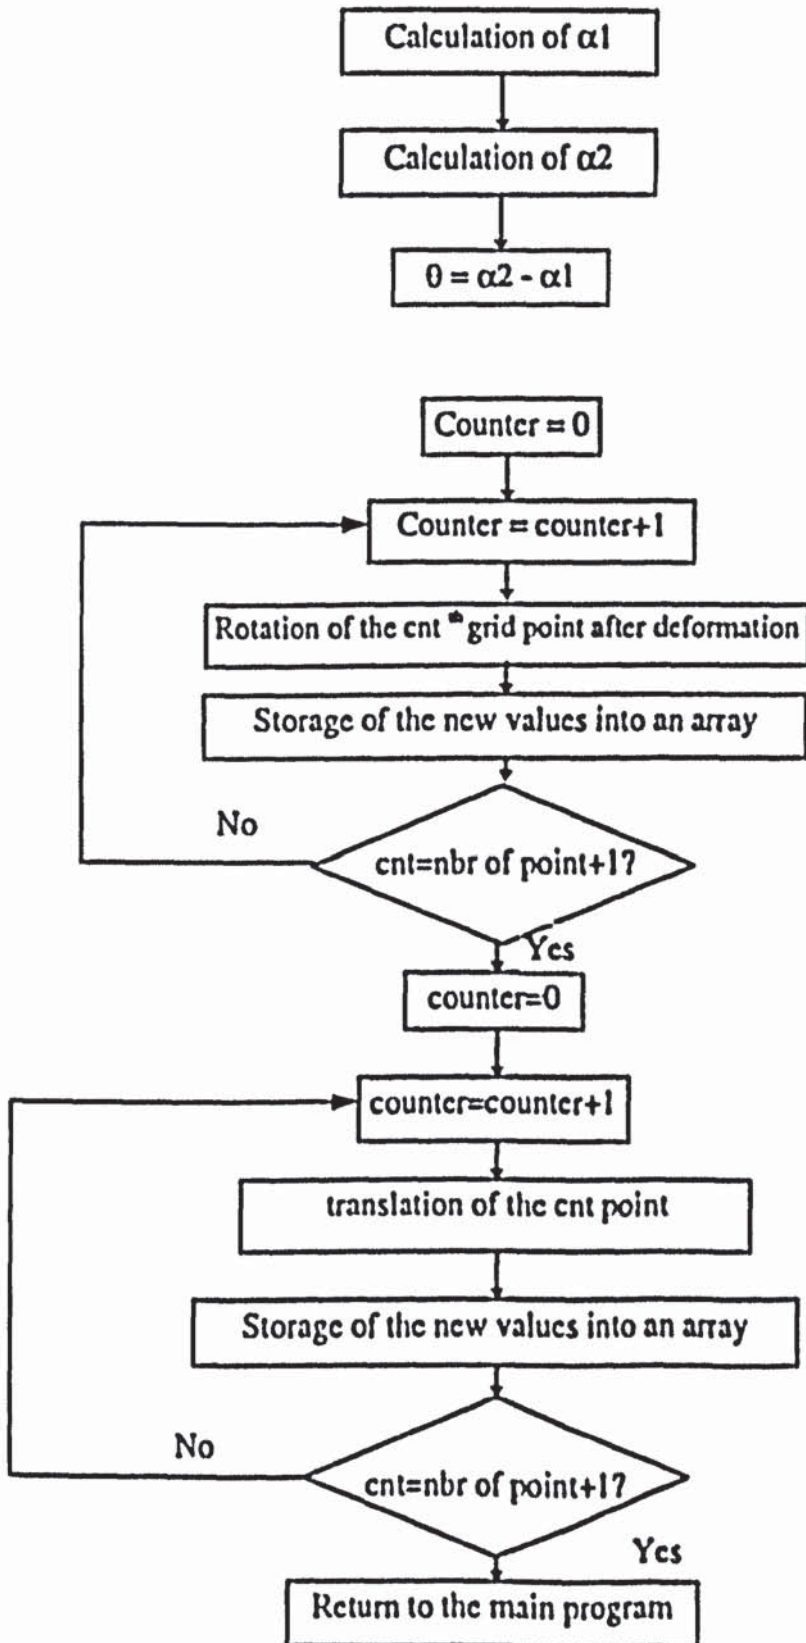 Calculation of α1
Calculation of α2
θ = α2 - α1
Counter = 0
Counter = counter+1
Rotation of the cnt th grid point after deformation
Storage of the new values into an array
No
cnt=nbr of point+1?
Yes
counter=0
counter=counter+1
translation of the cnt point
Storage of the new values into an array
No
cnt=nbr of point+1?
Yes
Return to the main program